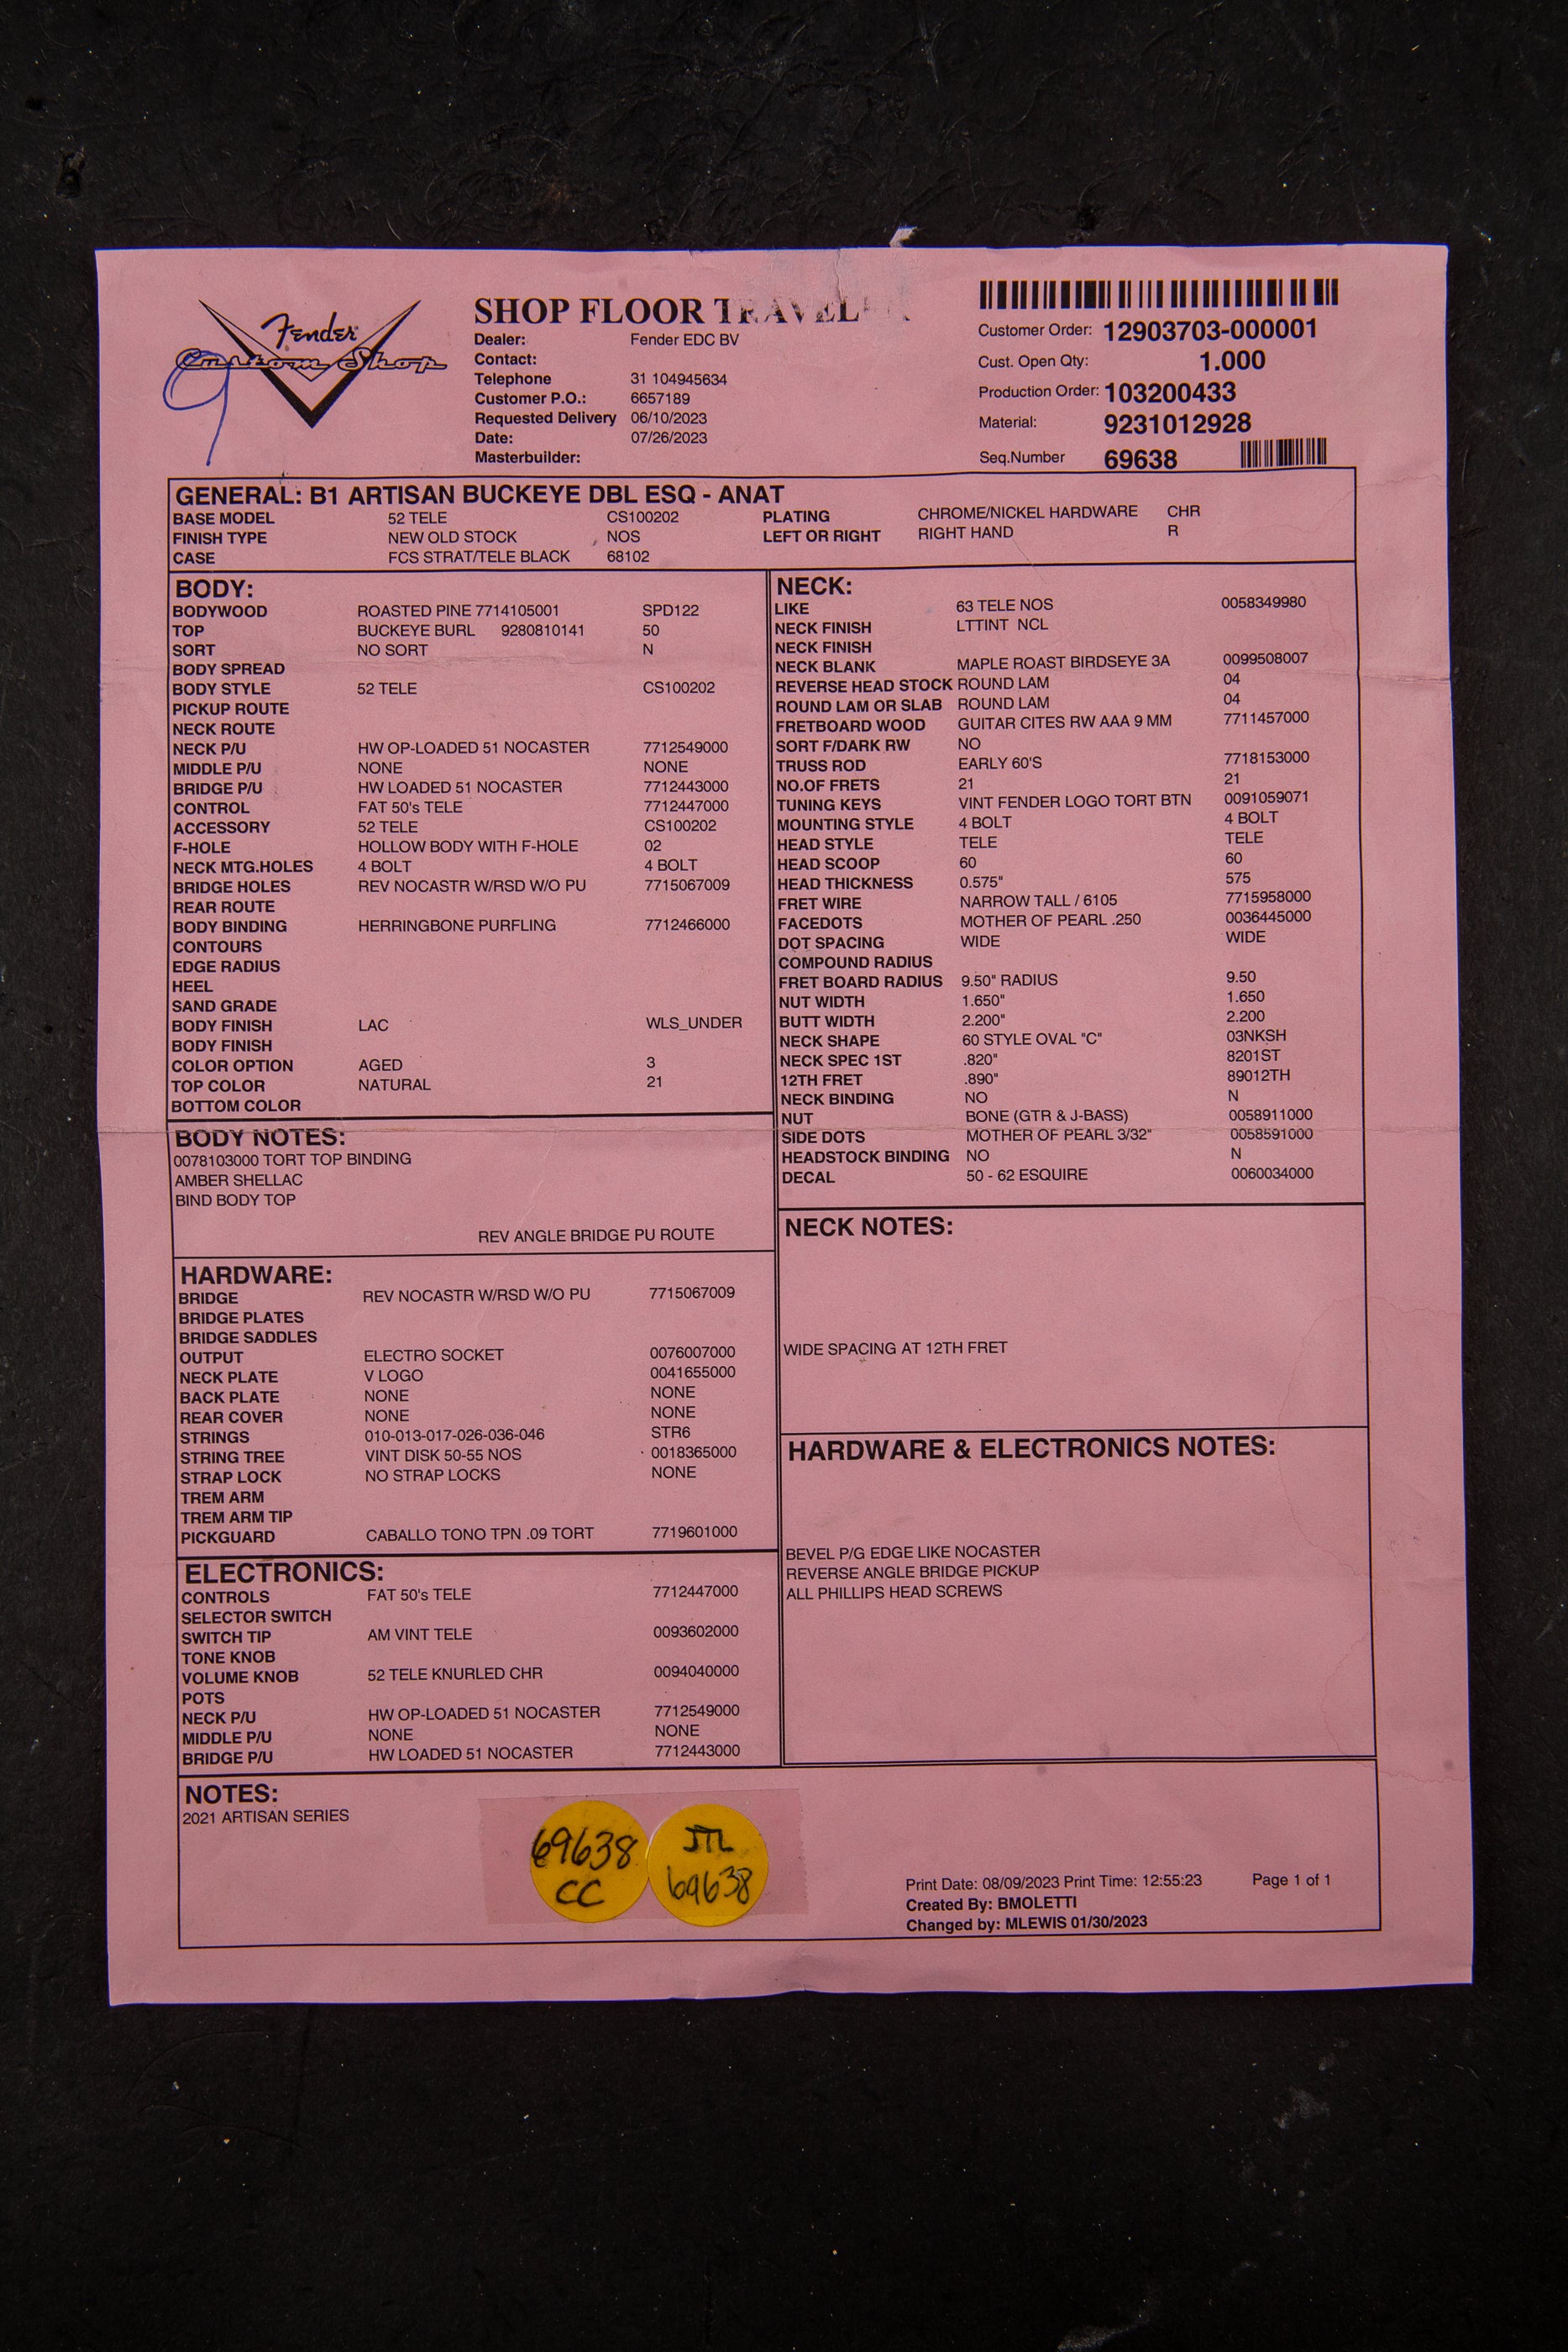 Fender
Custom Shop
SHOP FLOOR TRAVEL
Dealer: Fender EDC BV
Contact:
Telephone 31 104945634
Customer P.O.: 6657189
Requested Delivery 06/10/2023
Date: 07/26/2023
Masterbuilder:
Customer Order: 12903703-000001
Cust. Open Qty: 1.000
Production Order: 103200433
Material: 9231012928
Seq.Number 69638
GENERAL: B1 ARTISAN BUCKEYE DBL ESQ - ANAT
BASE MODEL 52 TELE CS100202 PLATING CHROME/NICKEL HARDWARE CHR
FINISH TYPE NEW OLD STOCK NOS LEFT OR RIGHT RIGHT HAND R
CASE FCS STRAT/TELE BLACK 68102
BODY:
BODYWOOD ROASTED PINE 7714105001 SPD122
TOP BUCKEYE BURL 9280810141 50
SORT NO SORT N
BODY SPREAD
BODY STYLE 52 TELE CS100202
PICKUP ROUTE
NECK ROUTE
NECK P/U HW OP-LOADED 51 NOCASTER 7712549000
MIDDLE P/U NONE NONE
BRIDGE P/U HW LOADED 51 NOCASTER 7712443000
CONTROL FAT 50's TELE 7712447000
ACCESSORY 52 TELE CS100202
F-HOLE HOLLOW BODY WITH F-HOLE 02
NECK MTG.HOLES 4 BOLT 4 BOLT
BRIDGE HOLES REV NOCASTR W/RSD W/O PU 7715067009
REAR ROUTE
BODY BINDING HERRINGBONE PURFLING 7712466000
CONTOURS
EDGE RADIUS
HEEL
SAND GRADE
BODY FINISH LAC WLS_UNDER
BODY FINISH
COLOR OPTION AGED 3
TOP COLOR NATURAL 21
BOTTOM COLOR
BODY NOTES:
0078103000 TORT TOP BINDING
AMBER SHELLAC
BIND BODY TOP
REV ANGLE BRIDGE PU ROUTE
HARDWARE:
BRIDGE REV NOCASTR W/RSD W/O PU 7715067009
BRIDGE PLATES
BRIDGE SADDLES
OUTPUT ELECTRO SOCKET 0076007000
NECK PLATE V LOGO 0041655000
BACK PLATE NONE NONE
REAR COVER NONE NONE
STRINGS 010-013-017-026-036-046 STR6
STRING TREE VINT DISK 50-55 NOS 0018365000
STRAP LOCK NO STRAP LOCKS NONE
TREM ARM
TREM ARM TIP
PICKGUARD CABALLO TONO TPN .09 TORT 7719601000
ELECTRONICS:
CONTROLS FAT 50's TELE 7712447000
SELECTOR SWITCH
SWITCH TIP AM VINT TELE 0093602000
TONE KNOB
VOLUME KNOB 52 TELE KNURLED CHR 0094040000
POTS
NECK P/U HW OP-LOADED 51 NOCASTER 7712549000
MIDDLE P/U NONE NONE
BRIDGE P/U HW LOADED 51 NOCASTER 7712443000
NECK:
LIKE 63 TELE NOS 0058349980
NECK FINISH LTTINT NCL
NECK FINISH
NECK BLANK MAPLE ROAST BIRDSEYE 3A 0099508007
REVERSE HEAD STOCK ROUND LAM 04
ROUND LAM OR SLAB ROUND LAM 04
FRETBOARD WOOD GUITAR CITES RW AAA 9 MM 7711457000
SORT F/DARK RW NO
TRUSS ROD EARLY 60'S 7718153000
NO.OF FRETS 21 21
TUNING KEYS VINT FENDER LOGO TORT BTN 0091059071
MOUNTING STYLE 4 BOLT 4 BOLT
HEAD STYLE TELE TELE
HEAD SCOOP 60 60
HEAD THICKNESS 0.575" 575
FRET WIRE NARROW TALL / 6105 7715958000
FACEDOTS MOTHER OF PEARL .250 0036445000
DOT SPACING WIDE WIDE
COMPOUND RADIUS
FRET BOARD RADIUS 9.50" RADIUS 9.50
NUT WIDTH 1.650" 1.650
BUTT WIDTH 2.200" 2.200
NECK SHAPE 60 STYLE OVAL "C" 03NKSH
NECK SPEC 1ST .820" 8201ST
12TH FRET .890" 89012TH
NECK BINDING NO N
NUT BONE (GTR & J-BASS) 0058911000
SIDE DOTS MOTHER OF PEARL 3/32" 0058591000
HEADSTOCK BINDING NO N
DECAL 50 - 62 ESQUIRE 0060034000
NECK NOTES:
WIDE SPACING AT 12TH FRET
HARDWARE & ELECTRONICS NOTES:
BEVEL P/G EDGE LIKE NOCASTER
REVERSE ANGLE BRIDGE PICKUP
ALL PHILLIPS HEAD SCREWS
NOTES:
2021 ARTISAN SERIES
69638
CC
JTL
69638
Print Date: 08/09/2023 Print Time: 12:55:23 Page 1 of 1
Created By: BMOLETTI
Changed by: MLEWIS 01/30/2023